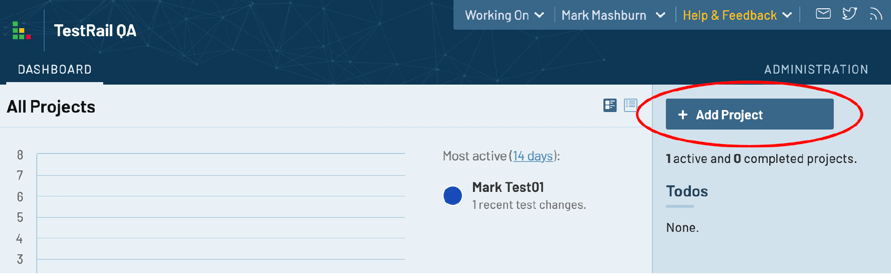 Working On
Mark Mashburn
Help & Feedback
TestRail QA
DASHBOARD
ADMINISTRATION
All Projects
+ Add Project
8
7
6
5
4
3
Most active (14 days):
Mark Test01
1 recent test changes.
1 active and 0 completed projects.
Todos
None.